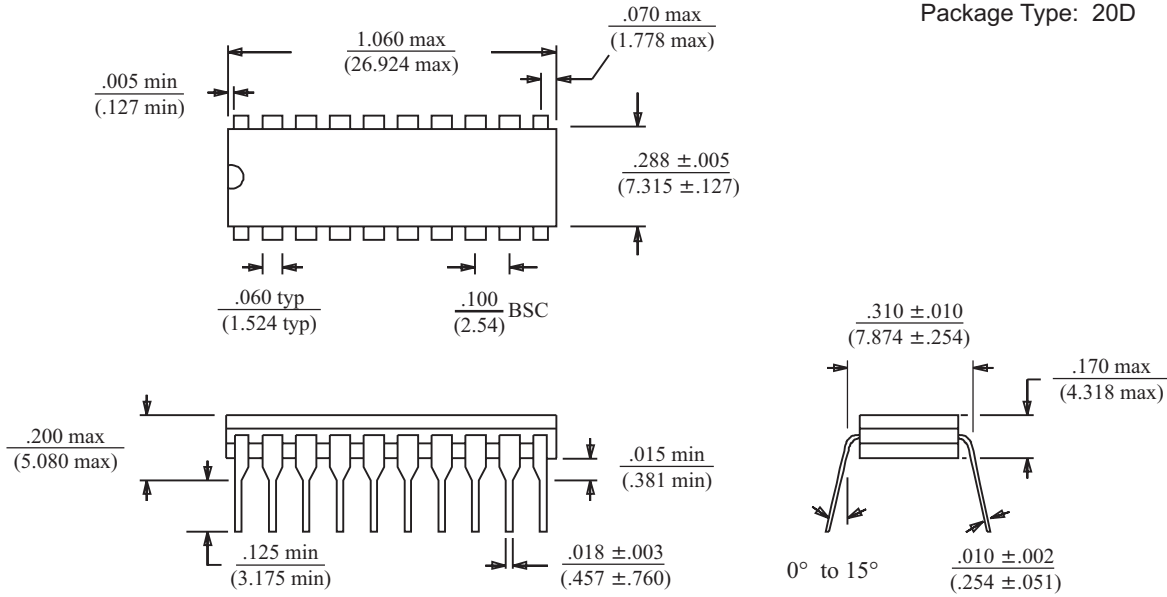 Package Type: 20D
.070 max
(1.778 max)
1.060 max
(26.924 max)
.005 min
(.127 min)
.288 ±.005
(7.315 ±.127)
.060 typ
(1.524 typ)
.100
(2.54)
BSC
.310 ±.010
(7.874 ±.254)
.170 max
(4.318 max)
.200 max
(5.080 max)
.015 min
(.381 min)
.125 min
(3.175 min)
.018 ±.003
(.457 ±.760)
0° to 15°
.010 ±.002
(.254 ±.051)